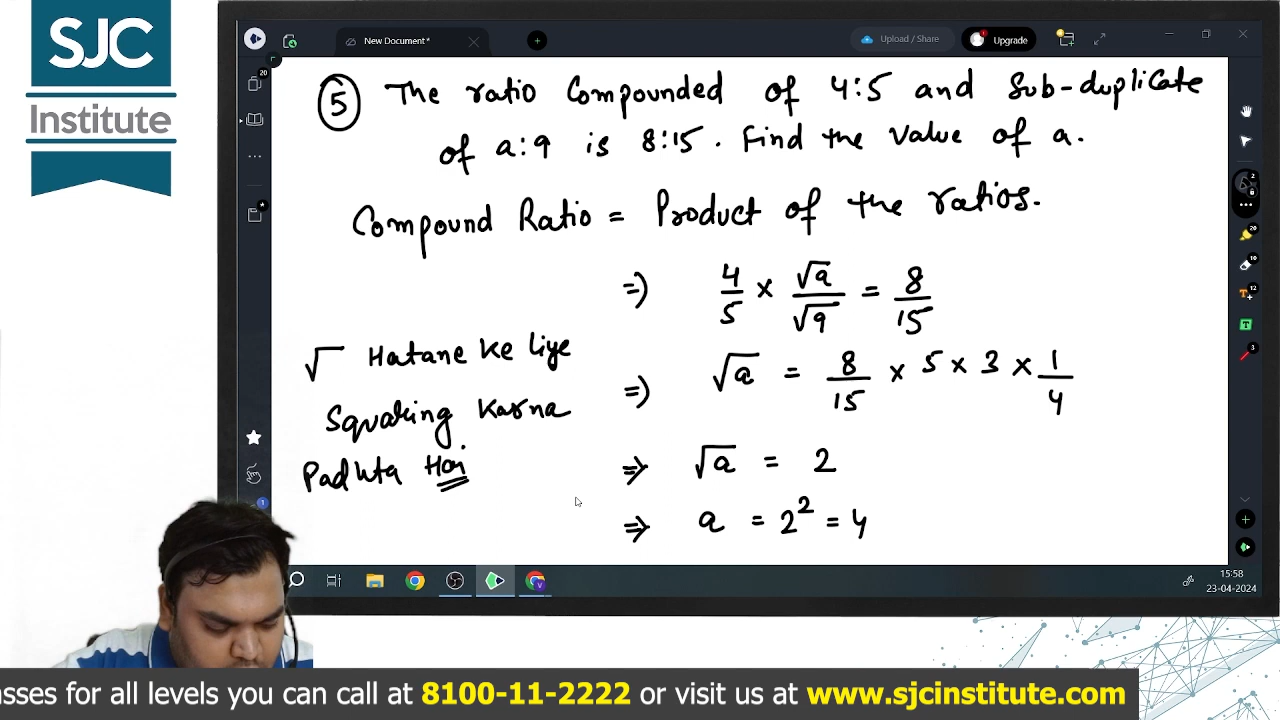 SJC
Institute
New Document*
Upload / Share
Upgrade
5 The ratio Compounded of 4:5 and Sub-duplicate
of a:9 is 8:15. Find the value of a.
Compound Ratio = Product of the ratios.
=) 4/5 × √a/√9 = 8/15
√ Hatane ke liye
=) √a = 8/15 × 5 × 3 × 1/4
Squaring Karna
Padhta Hai
=> √a = 2
=> a = 2² = 4
15:58
23-04-2024
asses for all levels you can call at 8100-11-2222 or visit us at www.sjcinstitute.com